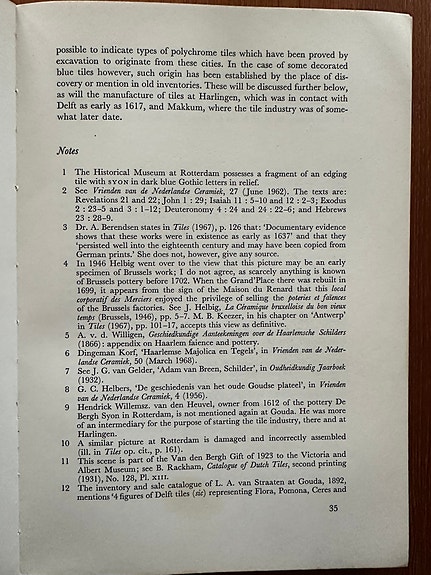 possible to indicate types of polychrome tiles which have been proved by
excavation to originate from these cities. In the case of some decorated
blue tiles however, such origin has been established by the place of dis-
covery or mention in old inventories. These will be discussed further below,
as will the manufacture of tiles at Harlingen, which was in contact with
Delft as early as 1617, and Makkum, where the tile industry was of some-
what later date.
Notes
1 The Historical Museum at Rotterdam possesses a fragment of an edging
tile with SYON in dark blue Gothic letters in relief.
2 See Vrienden van de Nederlandse Ceramiek, 27 (June 1962). The texts are:
Revelations 21 and 22; John 1 : 29; Isaiah 11 : 5-10 and 12 : 2-3; Exodus
2 : 23-5 and 3 : 1-12; Deuteronomy 4 : 24 and 24 : 22-6; and Hebrews
23 : 28-9.
3 Dr. A. Berendsen states in Tiles (1967), p. 126 that: 'Documentary evidence
shows that these works were in existence as early as 1637' and that they
'persisted well into the eighteenth century and may have been copied from
German prints.' She does not, however, give any source.
4 In 1946 Helbig went over to the view that this picture may be an early
specimen of Brussels work; I do not agree, as scarcely anything is known
of Brussels pottery before 1702. When the Grand'Place there was rebuilt in
1699, it appears from the sign of the Maison du Renard that this local
corporatif des Merciers enjoyed the privilege of selling the poteries et faïences
of the Brussels factories. See J. Helbig, La Céramique bruxelloise du bon vieux
temps (Brussels, 1946), pp. 5-7. M. B. Keezer, in his chapter on 'Antwerp'
in Tiles (1967), pp. 101-17, accepts this view as definitive.
5 A. v. d. Willigen, Geschiedkundige Aanteekeningen over de Haarlemsche Schilders
(1866): appendix on Haarlem faience and pottery.
6 Dingeman Korf, 'Haarlemse Majolica en Tegels', in Vrienden van de Neder-
landse Ceramiek, 50 (March 1968).
7 See J. G. van Gelder, 'Adam van Breen, Schilder', in Oudheidkundig Jaarboek
(1932).
8 G. C. Helbers, 'De geschiedenis van het oude Goudse plateel', in Vrienden
van de Nederlandse Ceramiek, 4 (1956).
9 Hendrick Willemsz. van den Heuvel, owner from 1612 of the pottery De
Bergh Syon in Rotterdam, is not mentioned again at Gouda. He was more
of an intermediary for the purpose of starting the tile industry, there and at
Harlingen.
10 A similar picture at Rotterdam is damaged and incorrectly assembled
(ill. in Tiles op. cit., p. 161).
11 This scene is part of the Van den Bergh Gift of 1923 to the Victoria and
Albert Museum; see B. Rackham, Catalogue of Dutch Tiles, second printing
(1931), No. 128, Pl. XIII.
12 The inventory and sale catalogue of L. A. van Straaten at Gouda, 1892,
mentions '4 figures of Delft tiles (sic) representing Flora, Pomona, Ceres and
35